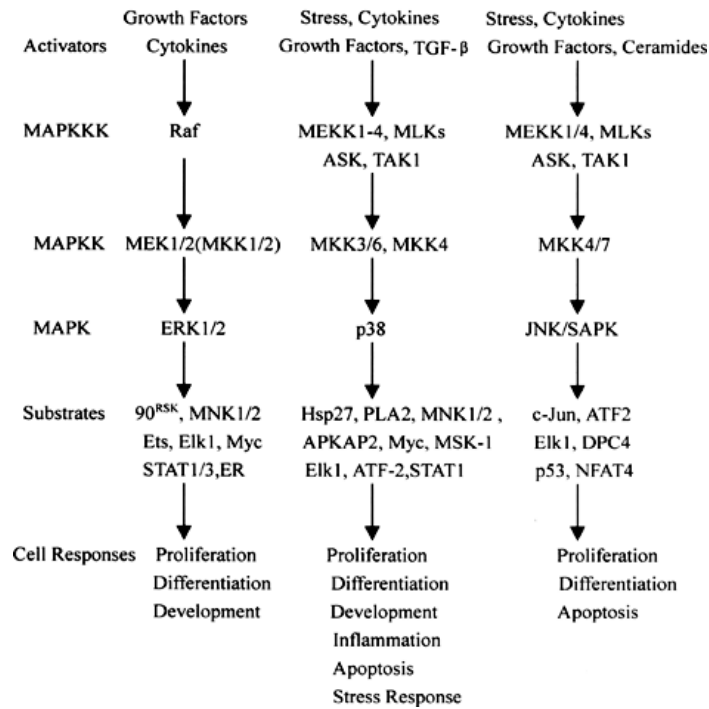 Growth Factors Stress, Cytokines Stress, Cytokines
Activators Cytokines Growth Factors, TGF-β Growth Factors, Ceramides
MAPKKK Raf MEKK1-4, MLKs MEKK1/4, MLKs
ASK, TAK1 ASK, TAK1
MAPKK MEK1/2(MKK1/2) MKK3/6, MKK4 MKK4/7
MAPK ERK1/2 p38 JNK/SAPK
Substrates 90RSK, MNK1/2 Hsp27, PLA2, MNK1/2 , c-Jun, ATF2
Ets, Elk1, Myc APKAP2, Myc, MSK-1 Elk1, DPC4
STAT1/3,ER Elk1, ATF-2,STAT1 p53, NFAT4
Cell Responses Proliferation Proliferation Proliferation
Differentiation Differentiation Differentiation
Development Development Apoptosis
Inflammation
Apoptosis
Stress Response